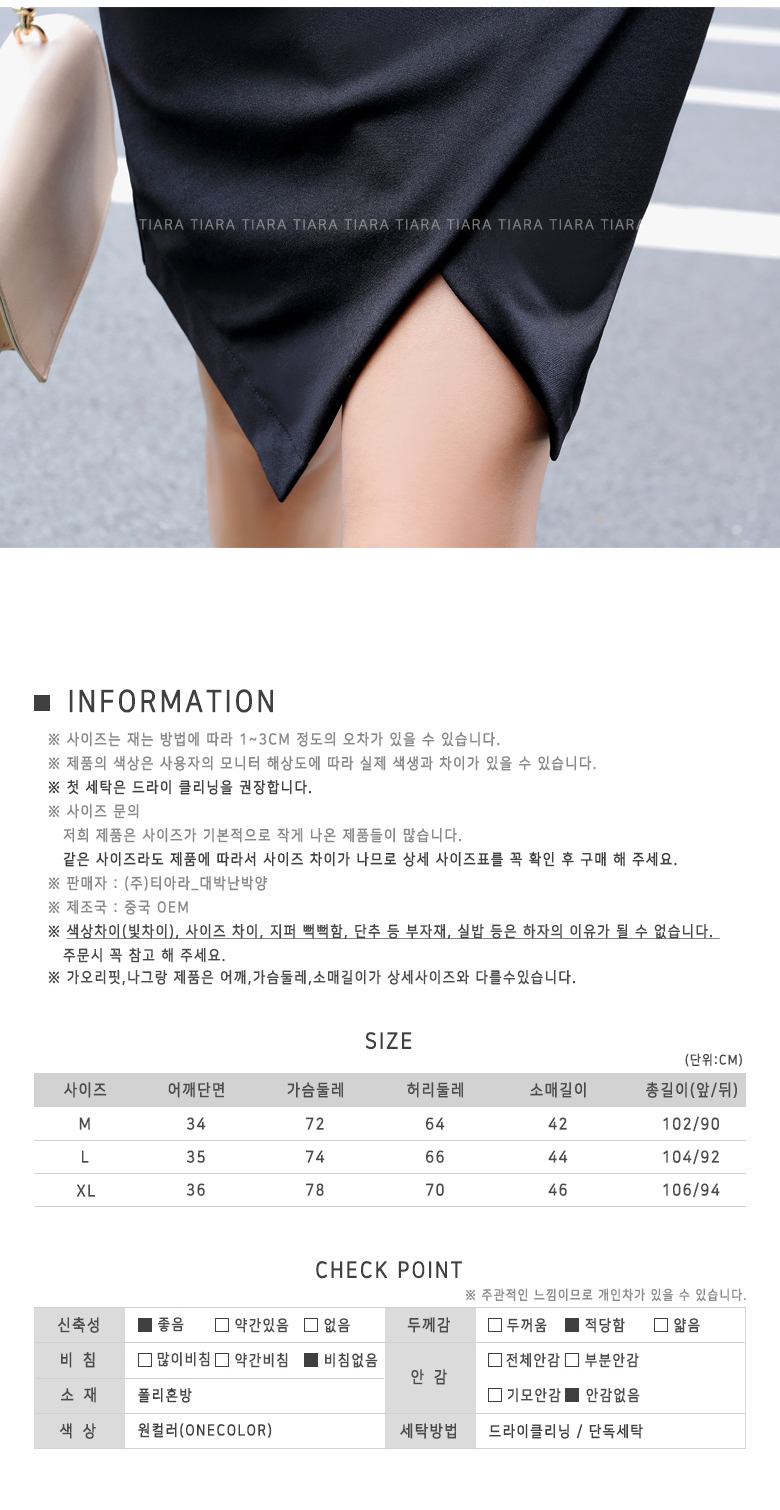 TIARA TIARA TIARA TIARA TIARA TIARA TIARA TIARA TIARA TIARA
■ INFORMATION
※ 사이즈는 재는 방법에 따라 1~3CM 정도의 오차가 있을 수 있습니다.
※ 제품의 색상은 사용자의 모니터 해상도에 따라 실제 색생과 차이가 있을 수 있습니다.
※ 첫 세탁은 드라이 클리닝을 권장합니다.
※ 사이즈 문의
저희 제품은 사이즈가 기본적으로 작게 나온 제품들이 많습니다.
같은 사이즈라도 제품에 따라서 사이즈 차이가 나므로 상세 사이즈표를 꼭 확인 후 구매 해 주세요.
※ 판매자 : (주)티아라_대박난박양
※ 제조국 : 중국 OEM
※ 색상차이(빛차이), 사이즈 차이, 지퍼 뻑뻑함, 단추 등 부자재, 실밥 등은 하자의 이유가 될 수 없습니다.
주문시 꼭 참고 해 주세요.
※ 가오리핏,나그랑 제품은 어깨,가슴둘레,소매길이가 상세사이즈와 다를수있습니다.
SIZE
(단위:CM)
사이즈 어깨단면 가슴둘레 허리둘레 소매길이 총길이(앞/뒤)
M 34 72 64 42 102/90
L 35 74 66 44 104/92
XL 36 78 70 46 106/94
CHECK POINT
※ 주관적인 느낌이므로 개인차가 있을 수 있습니다.
신축성 ■ 좋음 □ 약간있음 □ 없음 두께감 □ 두꺼움 ■ 적당함 □ 얇음
비 침 □ 많이비침 □ 약간비침 ■ 비침없음 안 감 □ 전체안감 □ 부분안감
소 재 폴리혼방 □ 기모안감 ■ 안감없음
색 상 원컬러(ONECOLOR) 세탁방법 드라이클리닝 / 단독세탁